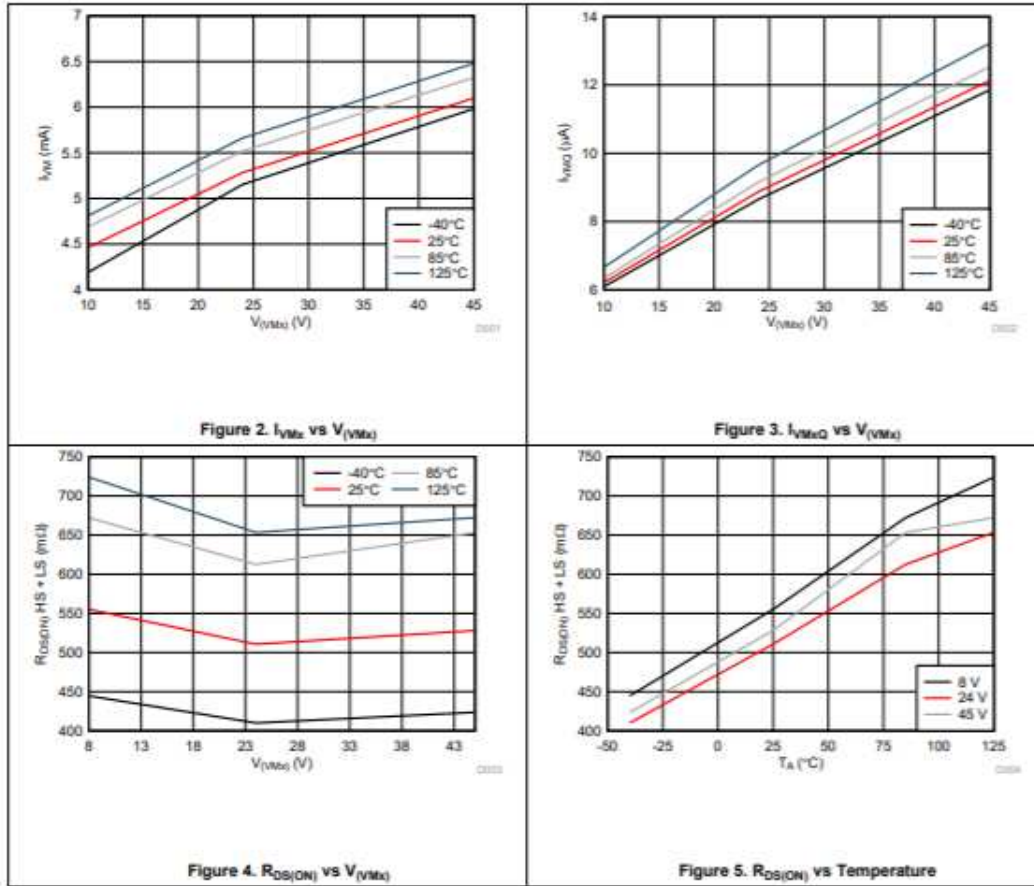 7
6.5
6
5.5
5
4.5
4
I_VM (mA)
-40°C
25°C
85°C
125°C
10 15 20 25 30 35 40 45
V_(VMx) (V)
D001
Figure 2. I_VMx vs V_(VMx)
14
12
10
8
6
I_VMQ (µA)
-40°C
25°C
85°C
125°C
10 15 20 25 30 35 40 45
V_(VMx) (V)
D002
Figure 3. I_VMxQ vs V_(VMx)
750
700
650
600
550
500
450
400
R_DS(ON) HS + LS (mΩ)
-40°C 85°C
25°C 125°C
8 13 18 23 28 33 38 43
V_(VMx) (V)
D003
Figure 4. R_DS(ON) vs V_(VMx)
750
700
650
600
550
500
450
400
R_DS(ON) HS + LS (mΩ)
8 V
24 V
45 V
-50 -25 0 25 50 75 100 125
T_A (°C)
D004
Figure 5. R_DS(ON) vs Temperature